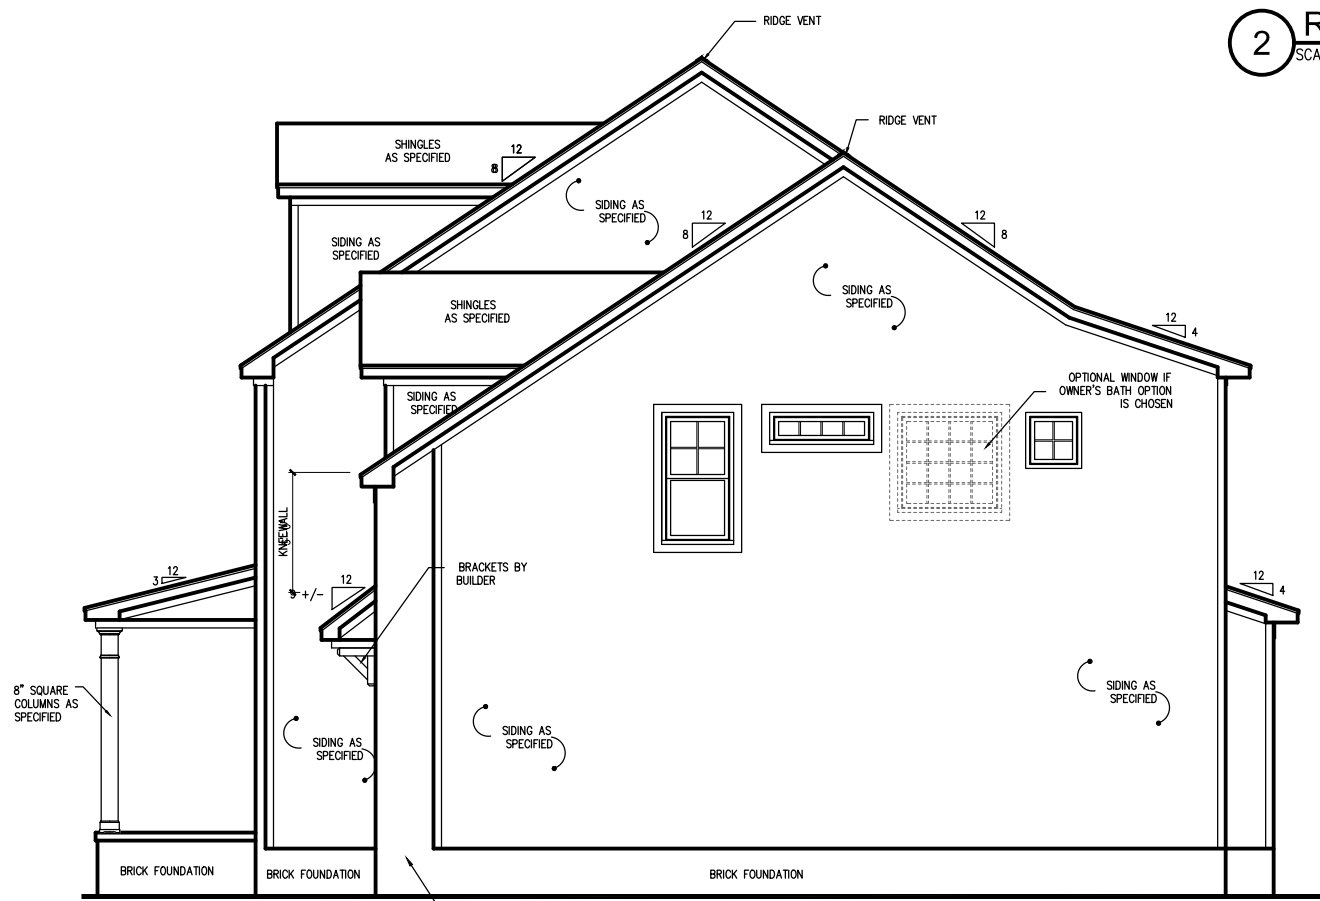 RIDGE VENT
2
R
SCA
RIDGE VENT
SHINGLES
AS SPECIFIED
12
8
SIDING AS
SPECIFIED
SIDING AS
SPECIFIED
12
8
12
8
SIDING AS
SPECIFIED
SHINGLES
AS SPECIFIED
12
4
OPTIONAL WINDOW IF
OWNER'S BATH OPTION
IS CHOSEN
SIDING AS
SPECIFIED
KNEEWALL
12
3
12
9 +/-
BRACKETS BY
BUILDER
12
4
8" SQUARE
COLUMNS AS
SPECIFIED
SIDING AS
SPECIFIED
SIDING AS
SPECIFIED
SIDING AS
SPECIFIED
BRICK FOUNDATION
BRICK FOUNDATION
BRICK FOUNDATION